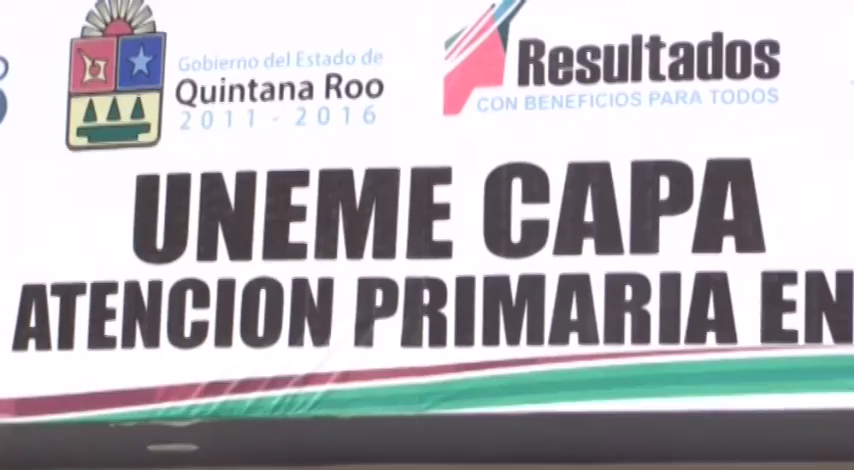 Gobierno del Estado de
Quintana Roo
2011 - 2016
Resultados
CON BENEFICIOS PARA TODOS
UNEME CAPA
ATENCION PRIMARIA EN